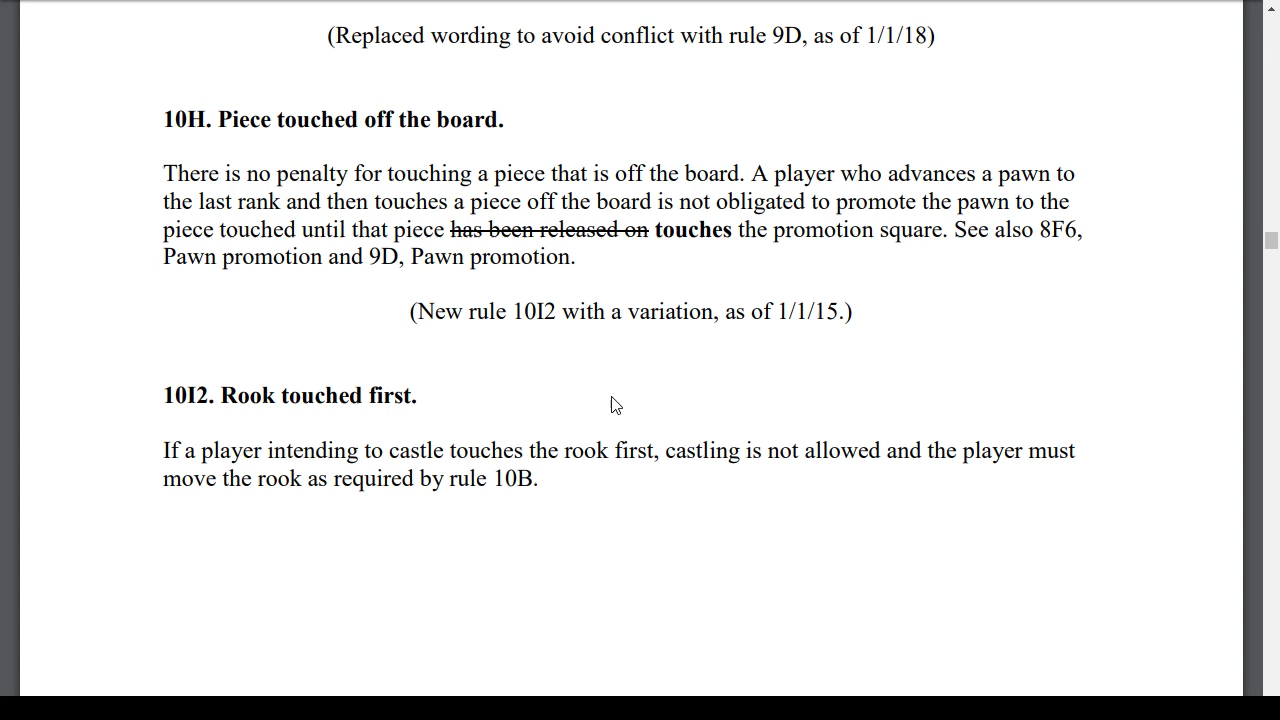 (Replaced wording to avoid conflict with rule 9D, as of 1/1/18)
10H. Piece touched off the board.
There is no penalty for touching a piece that is off the board. A player who advances a pawn to
the last rank and then touches a piece off the board is not obligated to promote the pawn to the
piece touched until that piece has been released on touches the promotion square. See also 8F6,
Pawn promotion and 9D, Pawn promotion.
(New rule 10I2 with a variation, as of 1/1/15.)
10I2. Rook touched first.
If a player intending to castle touches the rook first, castling is not allowed and the player must
move the rook as required by rule 10B.